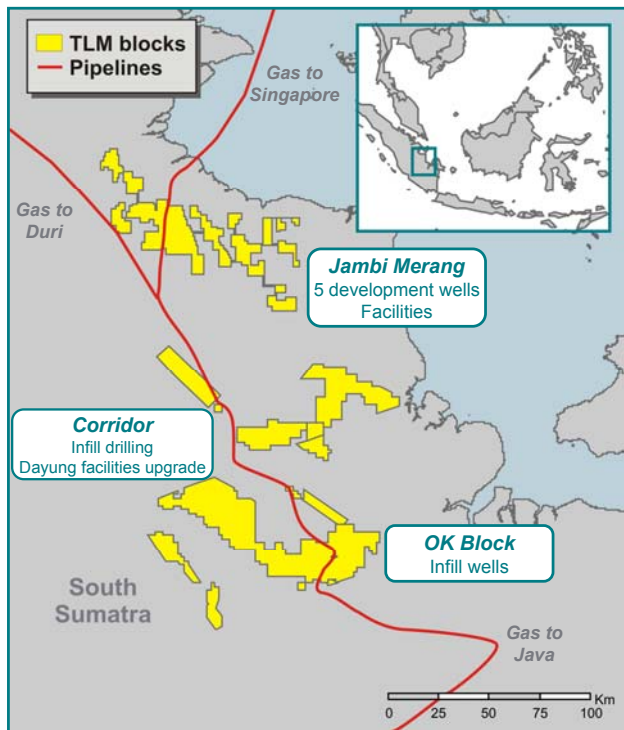 TLM blocks
Pipelines
Gas to
Singapore
Gas to
Duri
Jambi Merang
5 development wells
Facilities
Corridor
Infill drilling
Dayung facilities upgrade
OK Block
Infill wells
South
Sumatra
Gas to
Java
Km
0 25 50 75 100